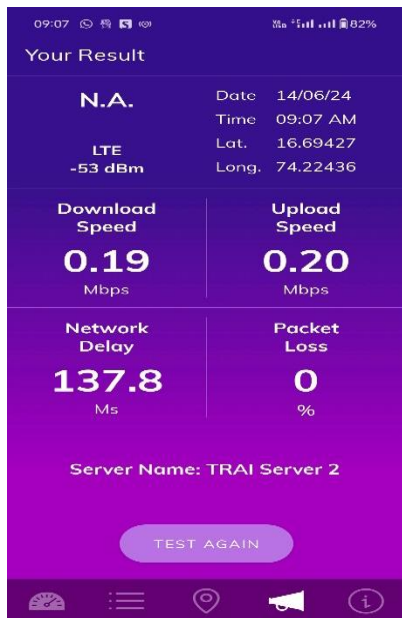 09:07 82%
Your Result
N.A.
LTE
-53 dBm
Date 14/06/24
Time 09:07 AM
Lat. 16.69427
Long. 74.22436
Download
Speed
0.19
Mbps
Upload
Speed
0.20
Mbps
Network
Delay
137.8
Ms
Packet
Loss
0
%
Server Name: TRAI Server 2
TEST AGAIN